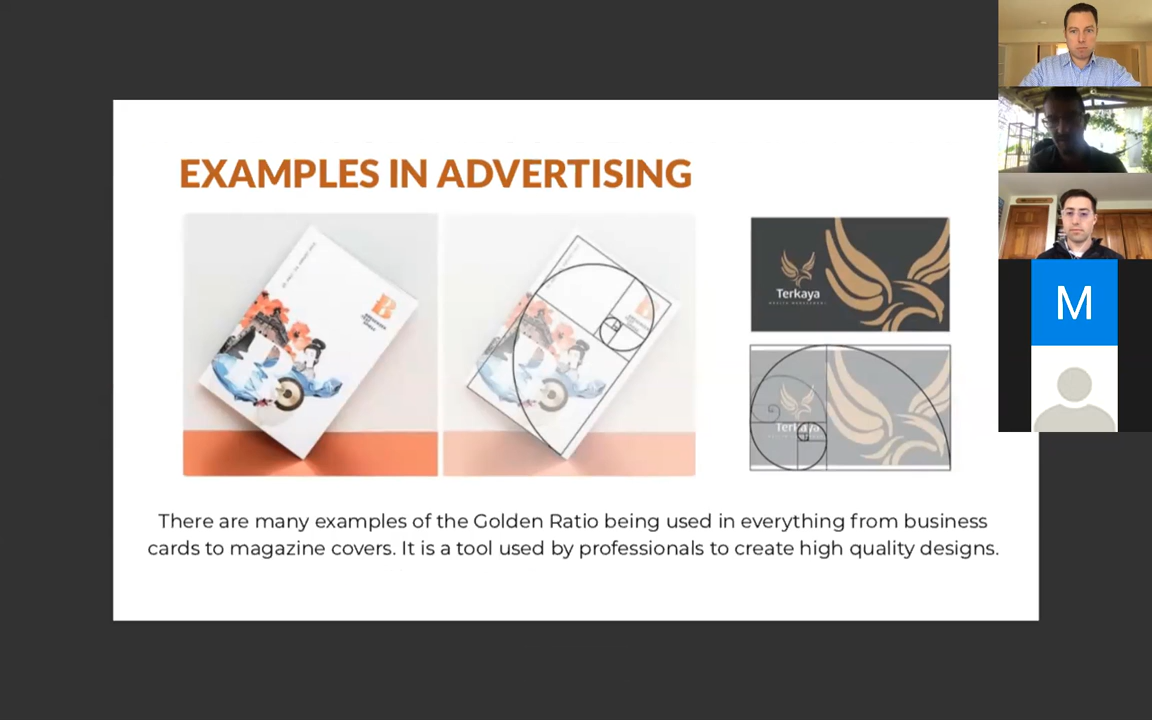 EXAMPLES IN ADVERTISING
B
Terkaya
Terkaya
There are many examples of the Golden Ratio being used in everything from business
cards to magazine covers. It is a tool used by professionals to create high quality designs.
M